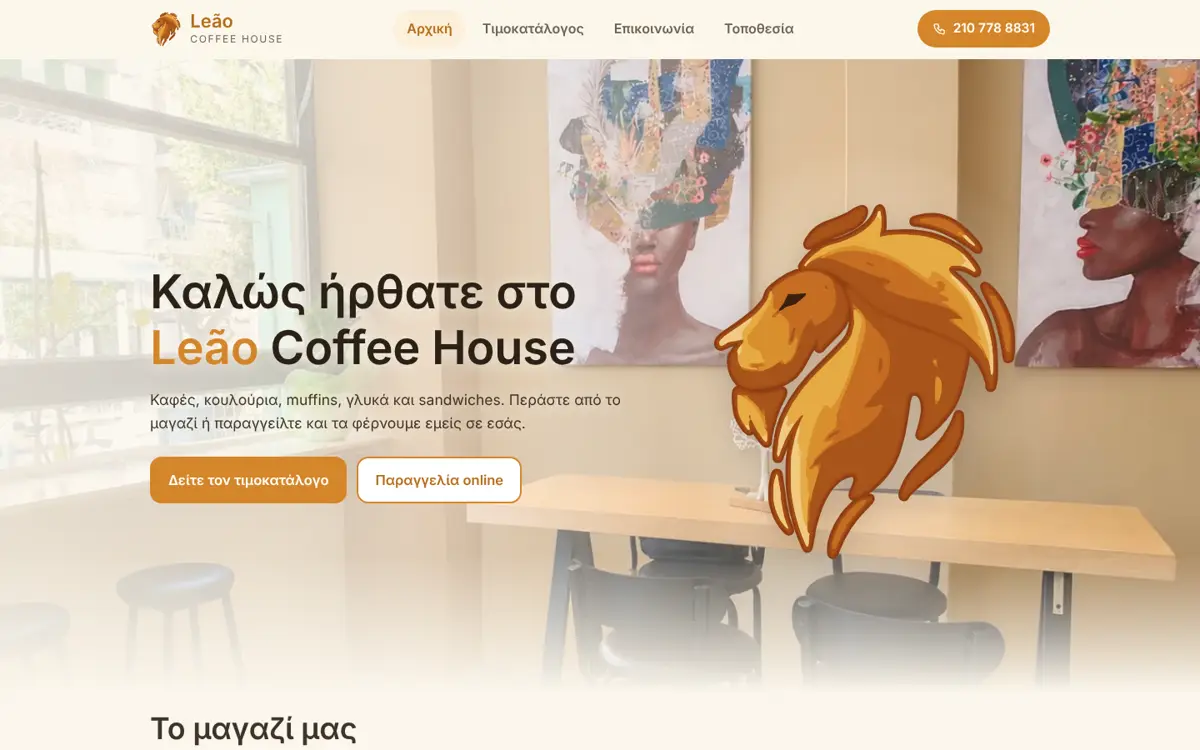 Leão
COFFEE HOUSE
Αρχική
Τιμοκατάλογος
Επικοινωνία
Τοποθεσία
210 778 8831
Καλώς ήρθατε στο
Leão Coffee House
Καφές, κουλούρια, muffins, γλυκά και sandwiches. Περάστε από το
μαγαζί ή παραγγείλτε και τα φέρνουμε εμείς σε εσάς.
Δείτε τον τιμοκατάλογο
Παραγγελία online
Το μαγαζί μας